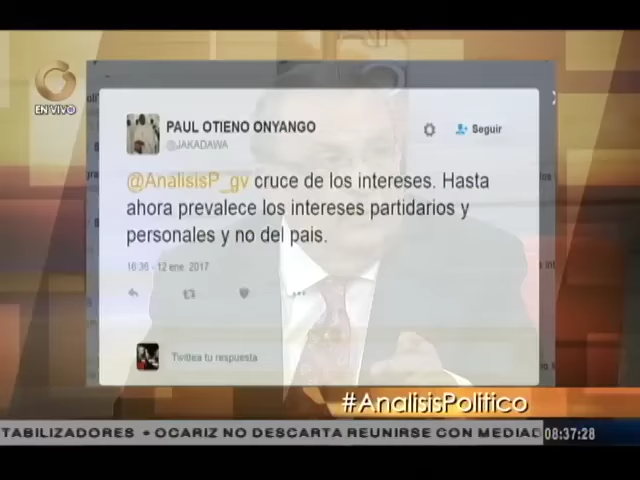 EN VIVO
PAUL OTIENO ONYANGO
@JAKADAWA
Seguir
@AnalisisP_gv cruce de los intereses. Hasta
ahora prevalece los intereses partidarios y
personales y no del pais.
16:36 - 12 ene. 2017
Twittea tu respuesta
#AnalisisPolitico
TABILIZADORES • OCARIZ NO DESCARTA REUNIRSE CON MEDIAD
08:37:28